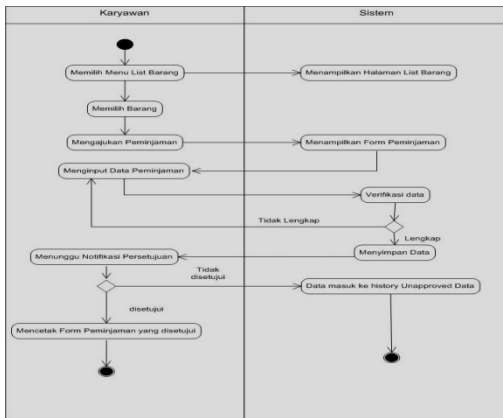 Karyawan
Sistem
Memilih Menu List Barang
Menampilkan Halaman List Barang
Memilih Barang
Mengajukan Peminjaman
Menampilkan Form Peminjaman
Menginput Data Peminjaman
Verifikasi data
Tidak Lengkap
Lengkap
Menunggu Notifikasi Persetujuan
Menyimpan Data
Tidak
disetujui
Data masuk ke history Unapproved Data
disetujui
Mencetak Form Peminjaman yang disetujui